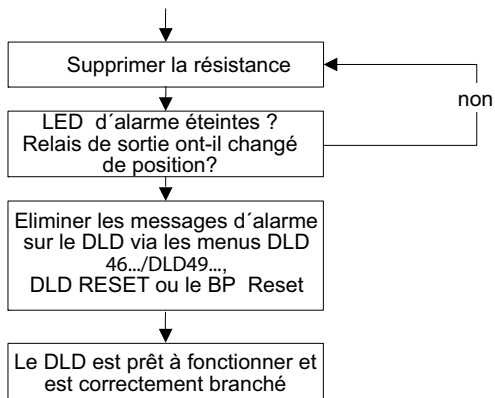 Supprimer la résistance
non
LED d´alarme éteintes ?
Relais de sortie ont-il changé
de position?
Eliminer les messages d´alarme
sur le DLD via les menus DLD
46.../DLD49...,
DLD RESET ou le BP Reset
Le DLD est prêt à fonctionner et
est correctement branché